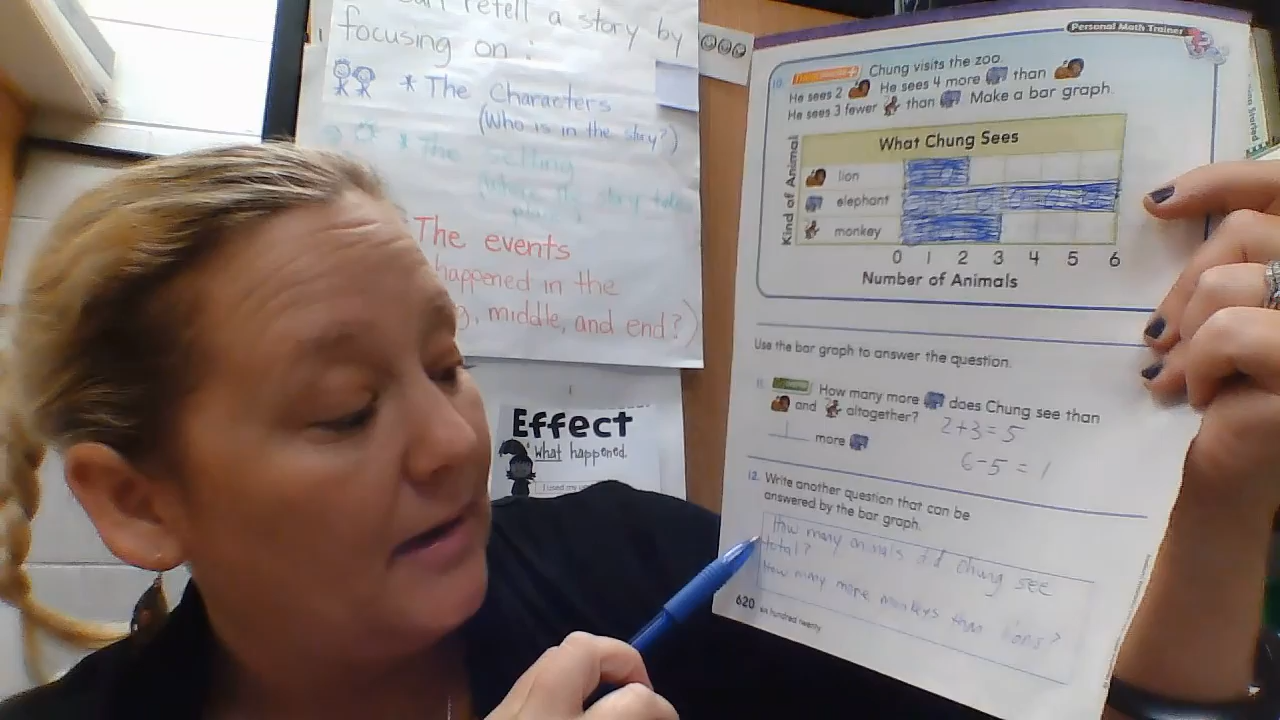 retell a story by
focusing on :
* The Characters
(Who is in the story?)
* The Setting
The events
happened in the
middle, and end?)
Effect
What happened.
Personal Math Trainer
10. Chung visits the zoo.
He sees 2 He sees 4 more than
He sees 3 fewer than Make a bar graph.
What Chung Sees
Kind of Animal
lion
elephant
monkey
0 1 2 3 4 5 6
Number of Animals
Use the bar graph to answer the question.
11. How many more does Chung see than
and altogether? 2+3=5
1 more 6-5=1
12. Write another question that can be
answered by the bar graph.
How many animals did Chung see
total?
How many more monkeys than lions?
620 six hundred twenty